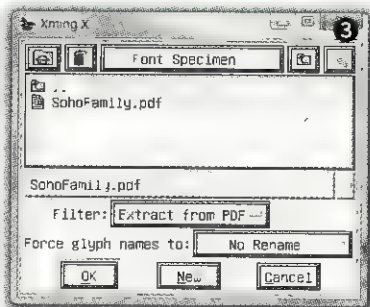 Xming X
3
Font Specimen
..
SohoFamily.pdf
SohoFamily.pdf
Filter: Extract from PDF
Force glyph names to: No Rename
OK New Cancel